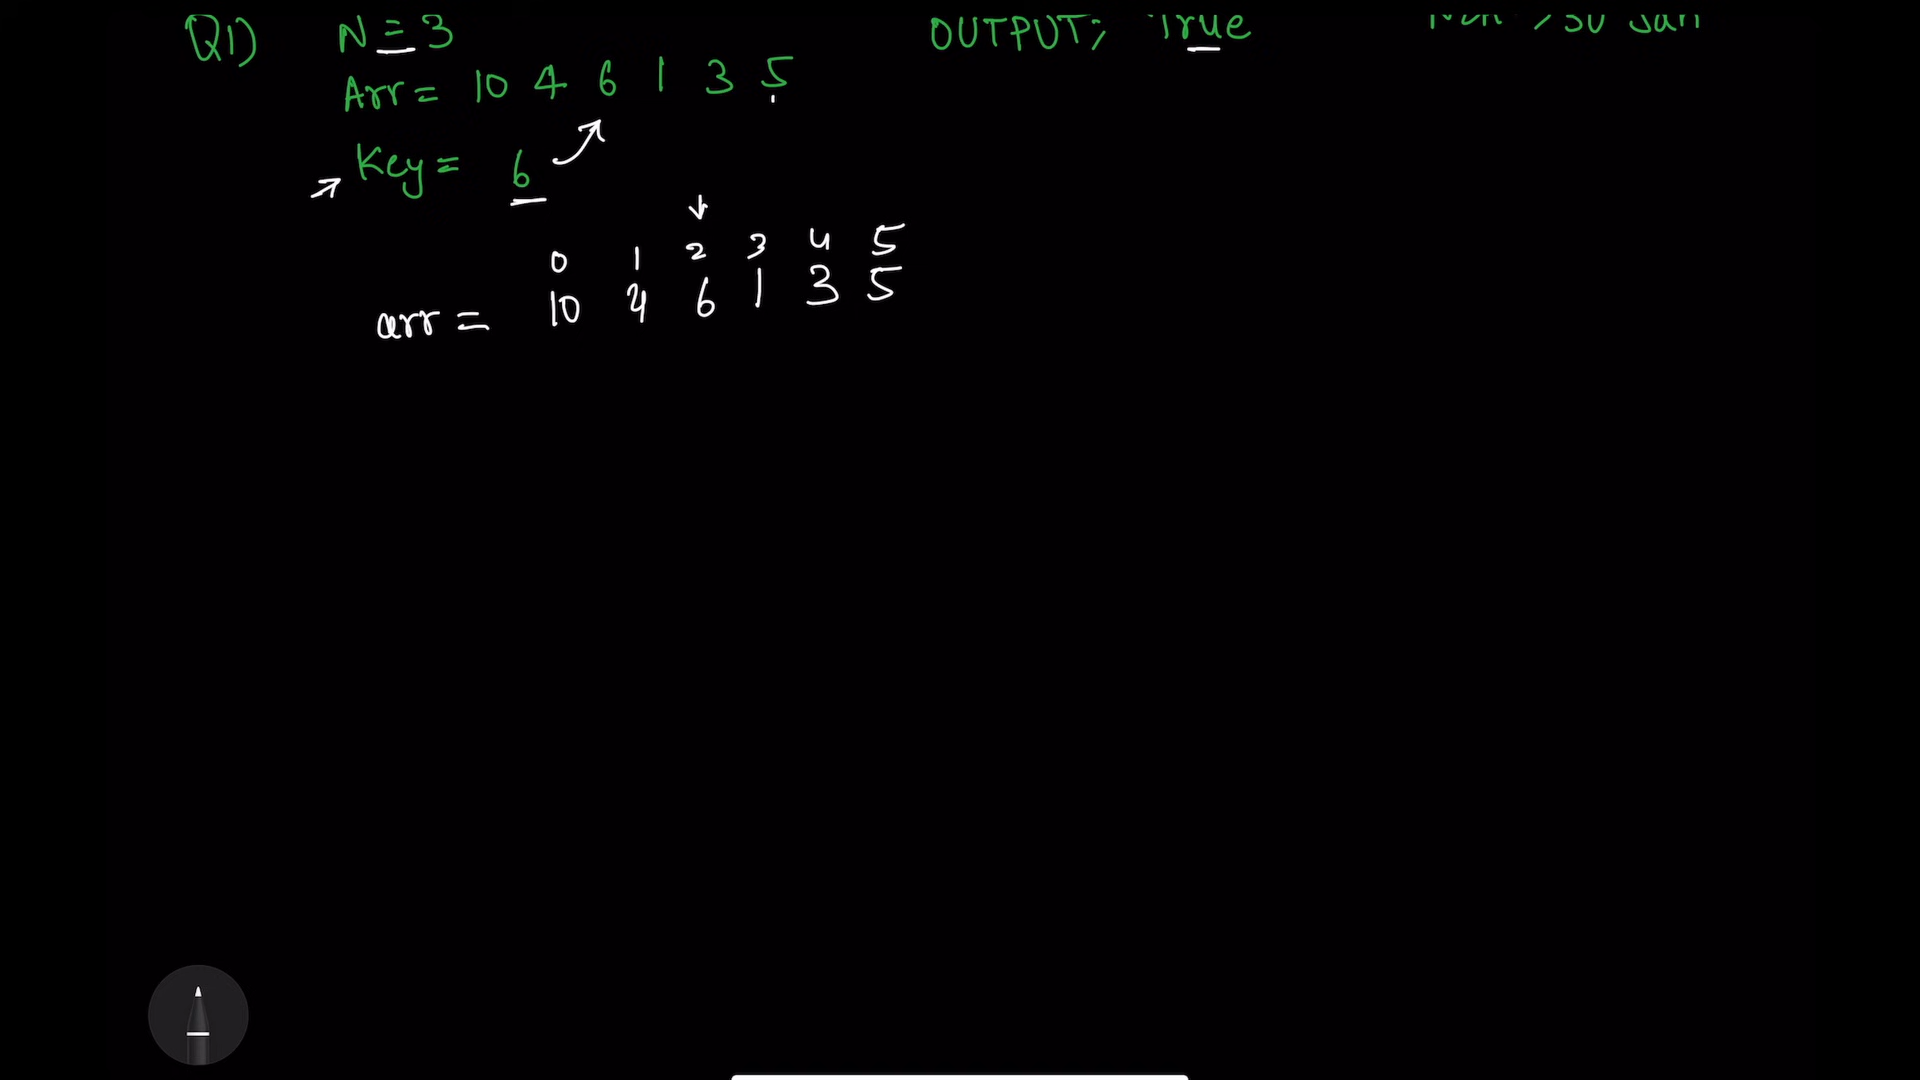 Q1) N = 3 OUTPUT; True
Arr = 10 4 6 1 3 5
Key = 6
0 1 2 3 4 5
arr = 10 4 6 1 3 5